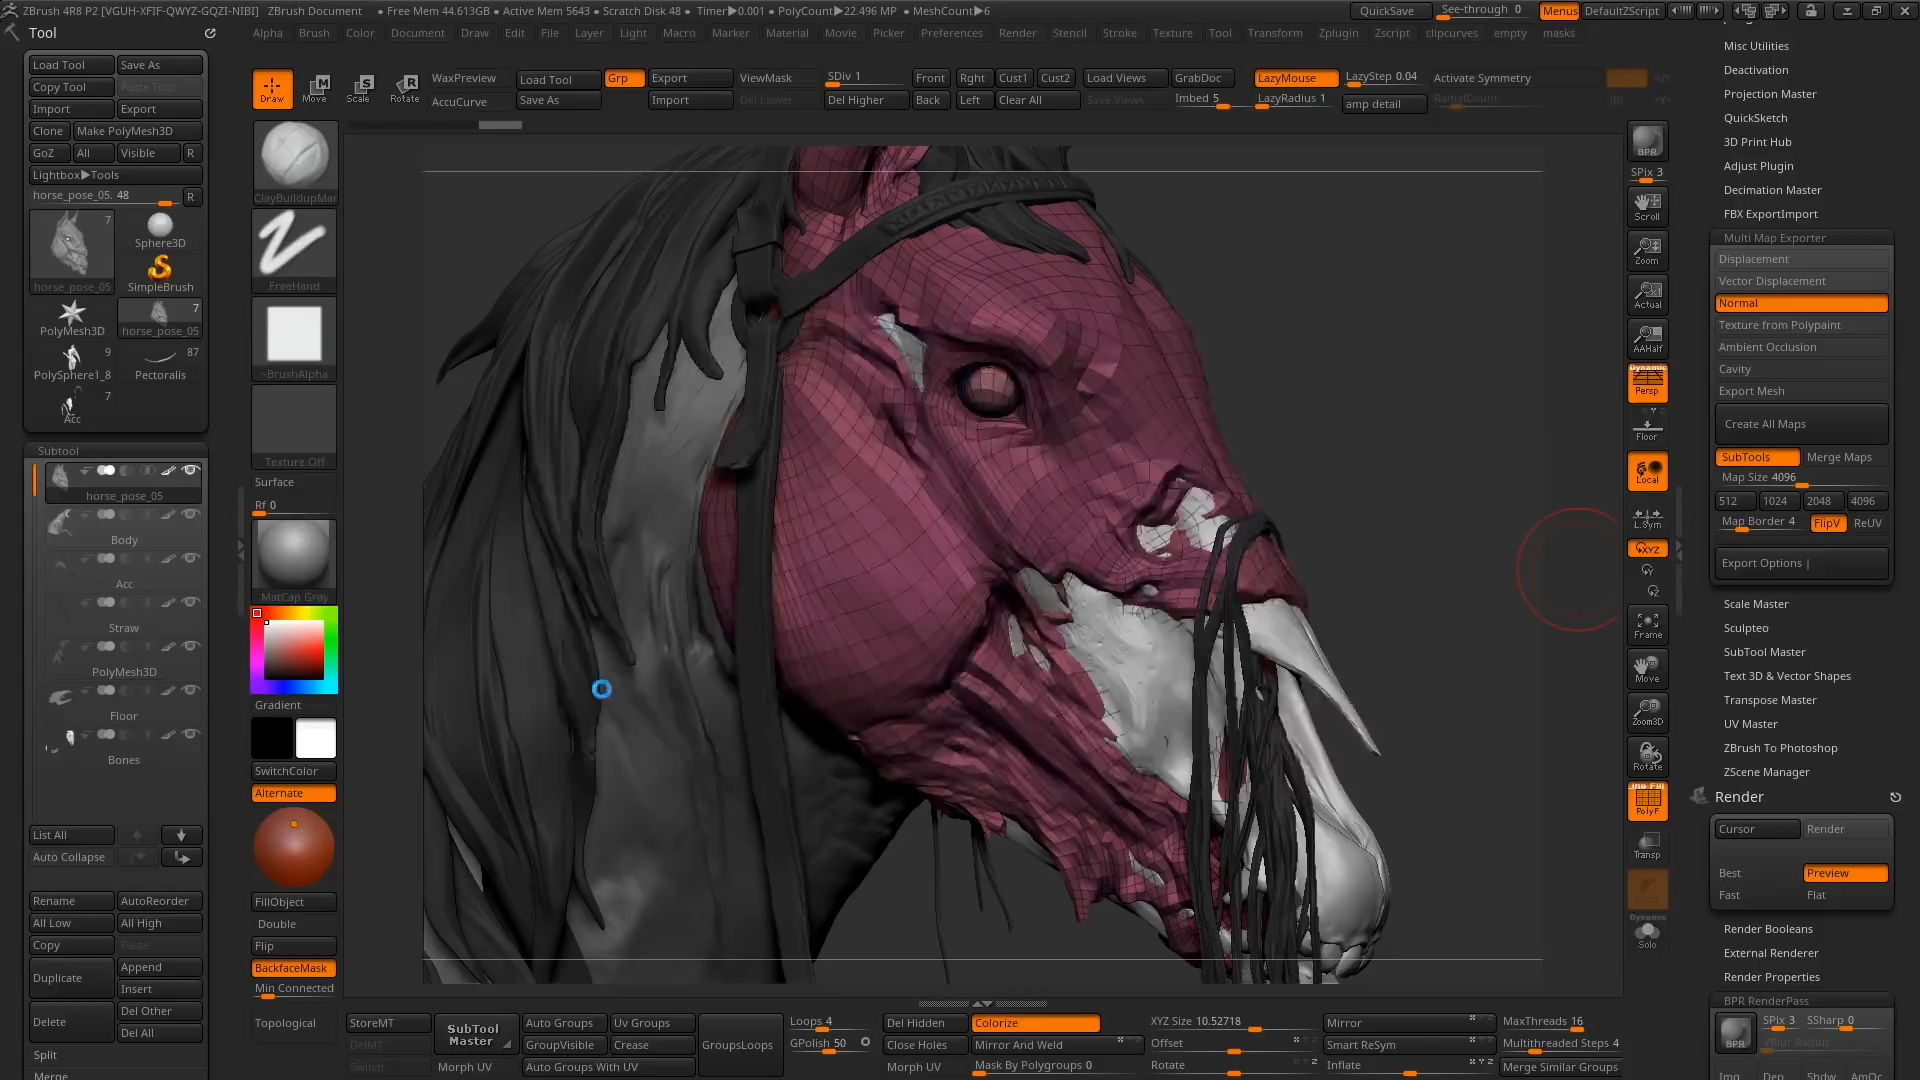 ZBrush 4R8 P2 [VGUH-XFIF-QWYZ-GQZI-NIBI] ZBrush Document • Free Mem 44.613GB • Active Mem 5643 • Scratch Disk 48 • Timer▶0.001 • PolyCount▶22.496 MP • MeshCount▶6 QuickSave See-through 0 Menus DefaultZScript
Tool
Alpha Brush Color Document Draw Edit File Layer Light Macro Marker Material Movie Picker Preferences Render Stencil Stroke Texture Tool Transform Zplugin Zscript clipcurves empty masks
Load Tool Save As
Copy Tool Paste Tool
Import Export
Clone Make PolyMesh3D
GoZ All Visible R
Lightbox▶Tools
horse_pose_05. 48 R
7
horse_pose_05
Sphere3D
SimpleBrush
PolyMesh3D
7
horse_pose_05
9
PolySphere1_8
87
Pectoralis
7
Acc
Subtool
horse_pose_05
Body
Acc
Straw
PolyMesh3D
Floor
Bones
List All
Auto Collapse
Rename AutoReorder
All Low All High
Copy Paste
Duplicate Append
Insert
Delete Del Other
Del All
Split
Merge
Draw Move Scale Rotate
WaxPreview
AccuCurve
Load Tool
Save As
Grp Export
Import
ViewMask
Del Lower
SDiv 1
Del Higher
Front Rght Cust1 Cust2
Back Left Clear All
Load Views
Save Views
GrabDoc
Imbed 5
LazyMouse LazyStep 0.04
LazyRadius 1 amp detail
Activate Symmetry
RadialCount
ClayBuildupMar
FreeHand
~BrushAlpha
Texture Off
Surface
Rf 0
MatCap Gray
Gradient
SwitchColor
Alternate
FillObject
Double
Flip
BackfaceMask
Min Connected
Topological
BPR
SPix 3
Scroll
Zoom
Actual
AAHalf
Dynamic
Persp
Floor
Local
L.Sym
XYZ
Frame
Move
Zoom3D
Rotate
Line Fill
PolyF
Transp
Dynamic
Solo
Misc Utilities
Deactivation
Projection Master
QuickSketch
3D Print Hub
Adjust Plugin
Decimation Master
FBX ExportImport
Multi Map Exporter
Displacement
Vector Displacement
Normal
Texture from Polypaint
Ambient Occlusion
Cavity
Export Mesh
Create All Maps
SubTools Merge Maps
Map Size 4096
512 1024 2048 4096
Map Border 4 FlipV ReUV
Export Options |
Scale Master
Sculpteo
SubTool Master
Text 3D & Vector Shapes
Transpose Master
UV Master
ZBrush To Photoshop
ZScene Manager
Render
Cursor Render
Best Preview
Fast Flat
Render Booleans
External Renderer
Render Properties
BPR RenderPass
BPR SPix 3 SSharp 0
VBlur Radius
Img Dep Shdw AmOc
StoreMT
DelMT
Switch
SubTool
Master
Morph UV
Auto Groups Uv Groups
GroupVisible Crease
Auto Groups With UV
GroupsLoops
Loops 4
GPolish 50
Del Hidden Colorize
Close Holes Mirror And Weld
Morph UV Mask By Polygroups 0
XYZ Size 10.52718
Offset
Rotate
Mirror
Smart ReSym
Inflate
MaxThreads 16
Multithreaded Steps 4
Merge Similar Groups